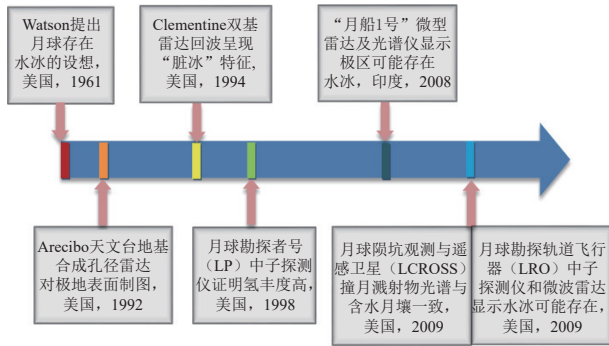 Watson提出
月球存在
水冰的设想,
美国，1961
Clementine双基
雷达回波呈现
“脏冰”特征,
美国，1994
“月船1号”微型
雷达及光谱仪显示
极区可能存在
水冰，印度，2008
Arecibo天文台地基
合成孔径雷达
对极地表面制图，
美国，1992
月球勘探者号
（LP）中子探测
仪证明氢丰度高，
美国，1998
月球陨坑观测与遥
感卫星（LCROSS）
撞月溅射物光谱与
含水月壤一致，
美国，2009
月球勘探轨道飞行
器（LRO）中子
探测仪和微波雷达
显示水冰可能存在，
美国，2009